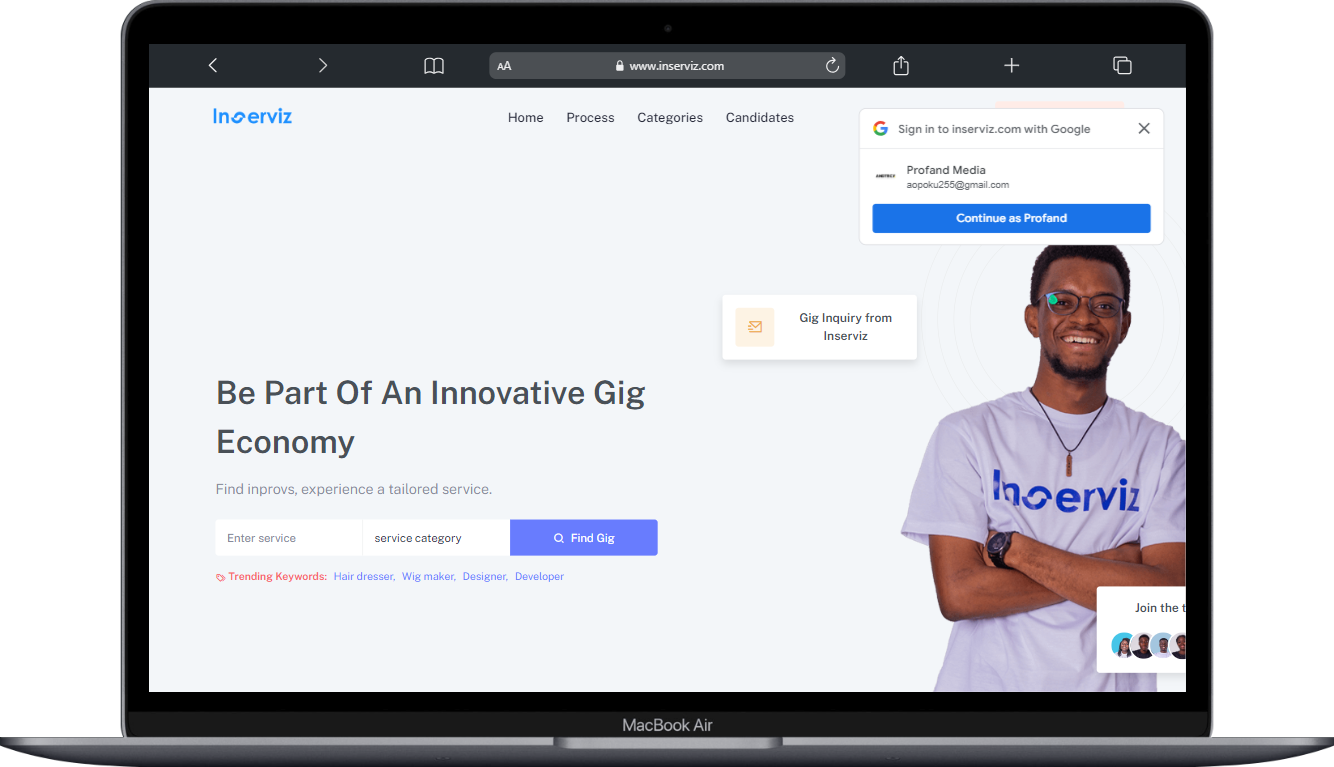 AA www.inserviz.com
Inserviz
Home Process Categories Candidates
Sign in to inserviz.com with Google
Profand Media
aopoku255@gmail.com
Continue as Profand
Gig Inquiry from
Inserviz
Be Part Of An Innovative Gig
Economy
Find inprovs, experience a tailored service.
Enter service service category Find Gig
Trending Keywords: Hair dresser, Wig maker, Designer, Developer
Inserviz
Join the t
MacBook Air